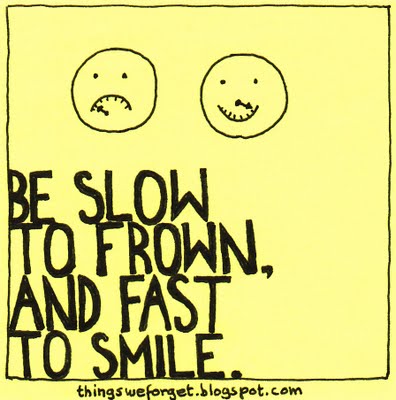 BE SLOW
TO FROWN,
AND FAST
TO SMILE.
thingsweforget.blogspot.com